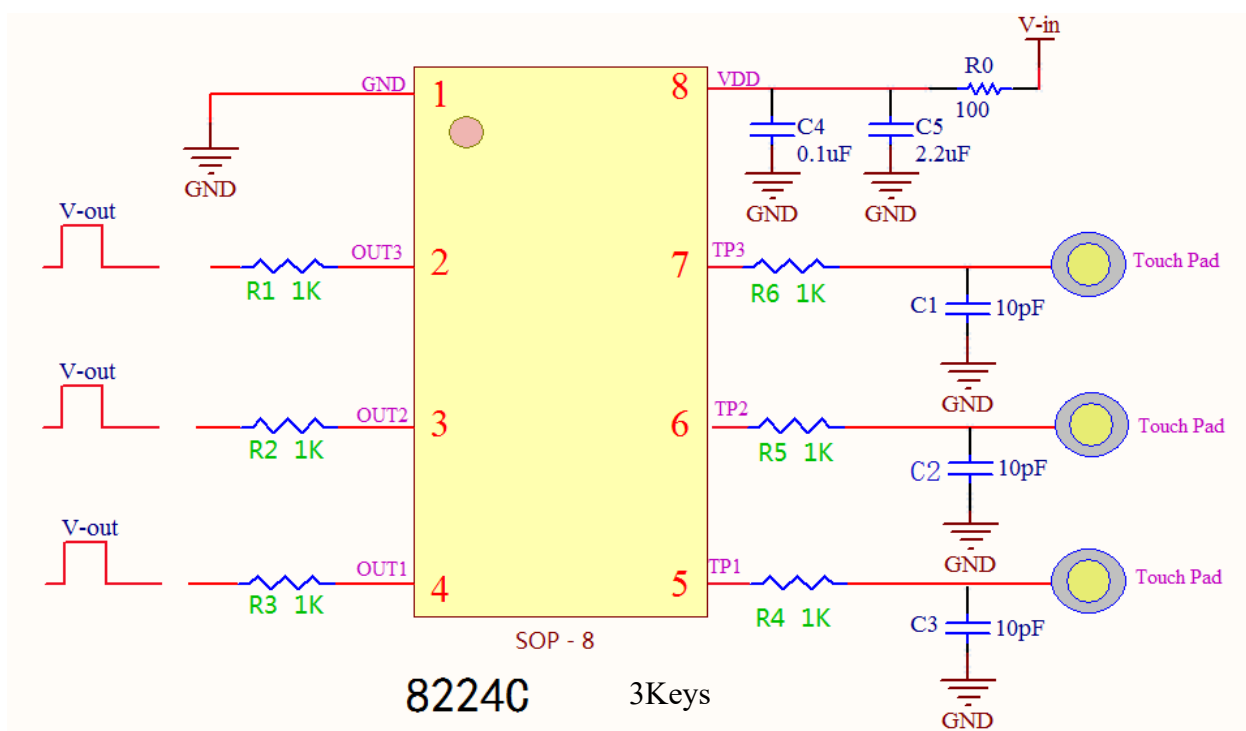 V-in
GND
1
8
VDD
R0
100
C4
0.1uF
C5
2.2uF
GND
GND
GND
V-out
OUT3
2
7
TP3
Touch Pad
R1 1K
R6 1K
C1
10pF
GND
V-out
OUT2
3
6
TP2
Touch Pad
R2 1K
R5 1K
C2
10pF
GND
V-out
OUT1
4
5
TP1
Touch Pad
R3 1K
R4 1K
C3
10pF
GND
SOP - 8
8224C
3Keys